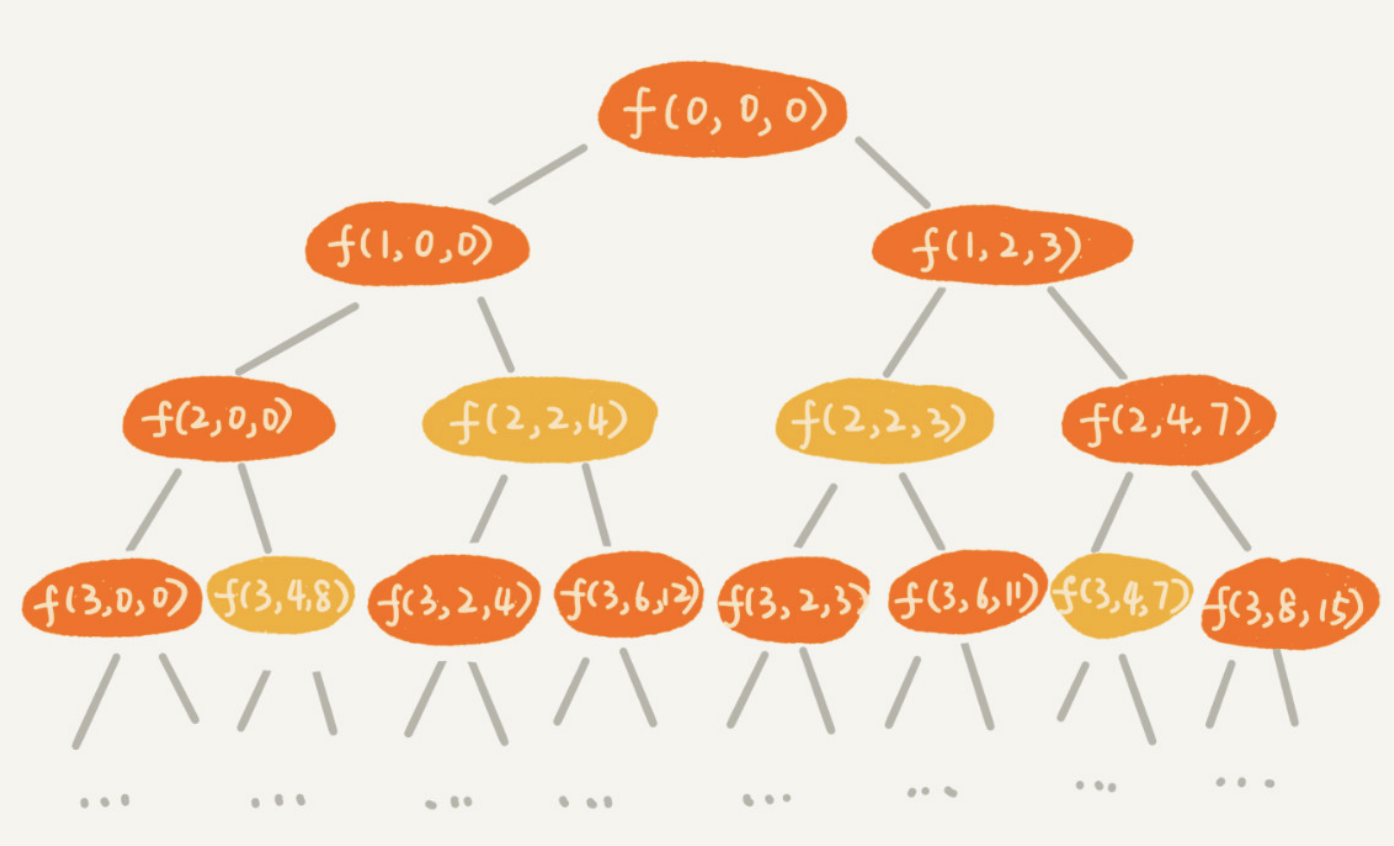 f(0,0,0)
f(1,0,0) f(1,2,3)
f(2,0,0) f(2,2,4) f(2,2,3) f(2,4,7)
f(3,0,0) f(3,4,8) f(3,2,4) f(3,6,12) f(3,2,3) f(3,6,11) f(3,4,7) f(3,8,15)
... ... ... ... ... ... ... ...